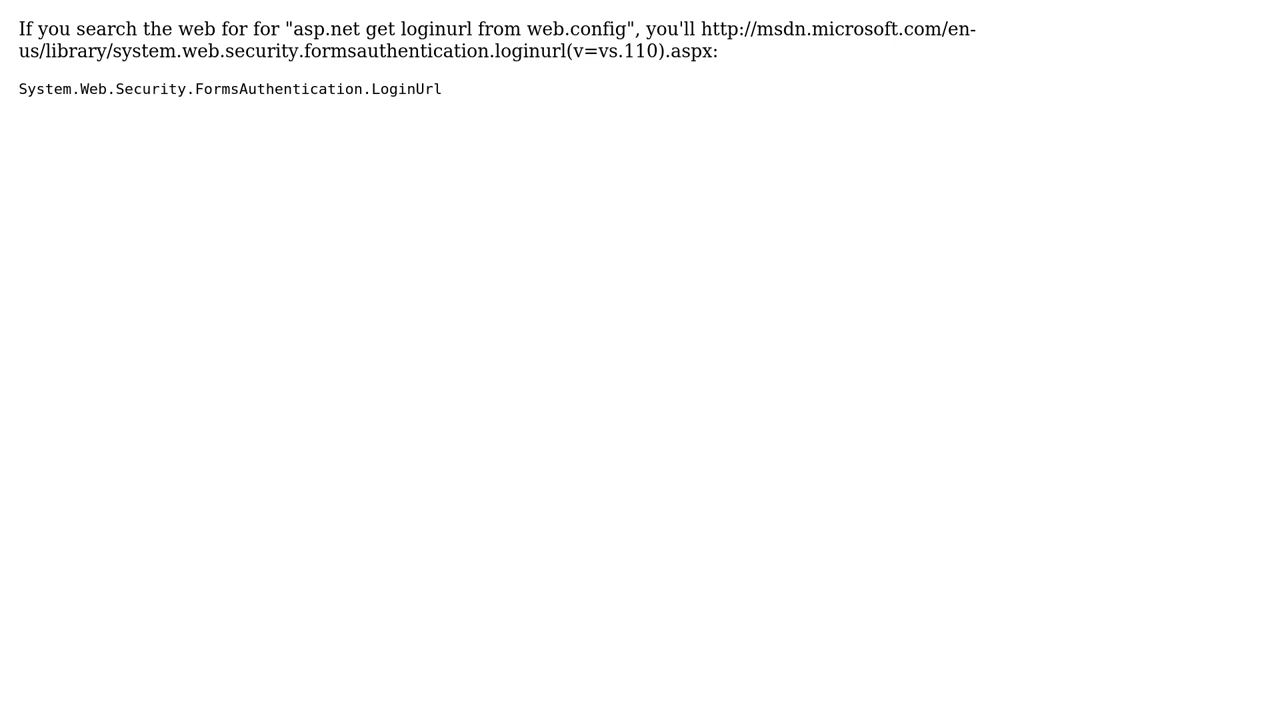 If you search the web for for "asp.net get loginurl from web.config", you'll http://msdn.microsoft.com/en-
us/library/system.web.security.formsauthentication.loginurl(v=vs.110).aspx:
System.Web.Security.FormsAuthentication.LoginUrl